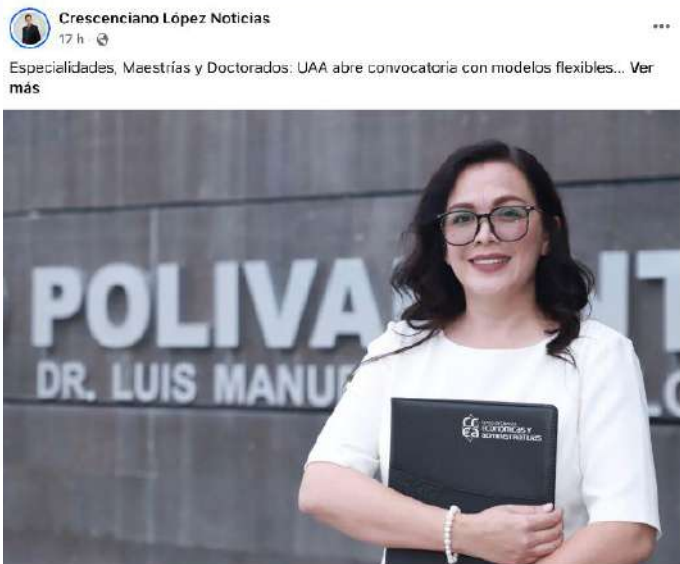 Crescenciano López Noticias
17 h
Especialidades, Maestrías y Doctorados: UAA abre convocatoria con modelos flexibles... Ver
más
POLIVA
DR. LUIS MANU
ECONÓMICAS Y
ADMINISTRATIVAS